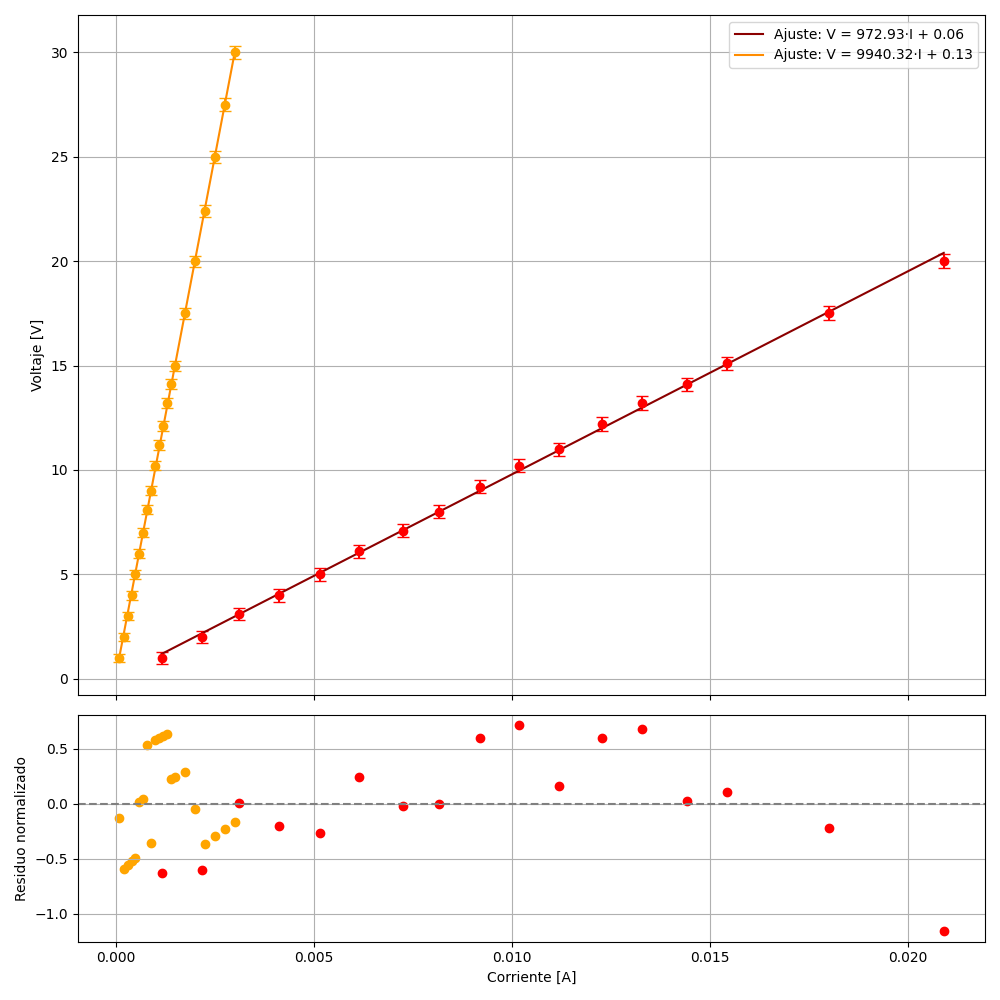 Ajuste: V = 972.93·I + 0.06
Ajuste: V = 9940.32·I + 0.13
Voltaje [V]
30
25
20
15
10
5
0
Residuo normalizado
0.5
0.0
−0.5
−1.0
0.000 0.005 0.010 0.015 0.020
Corriente [A]